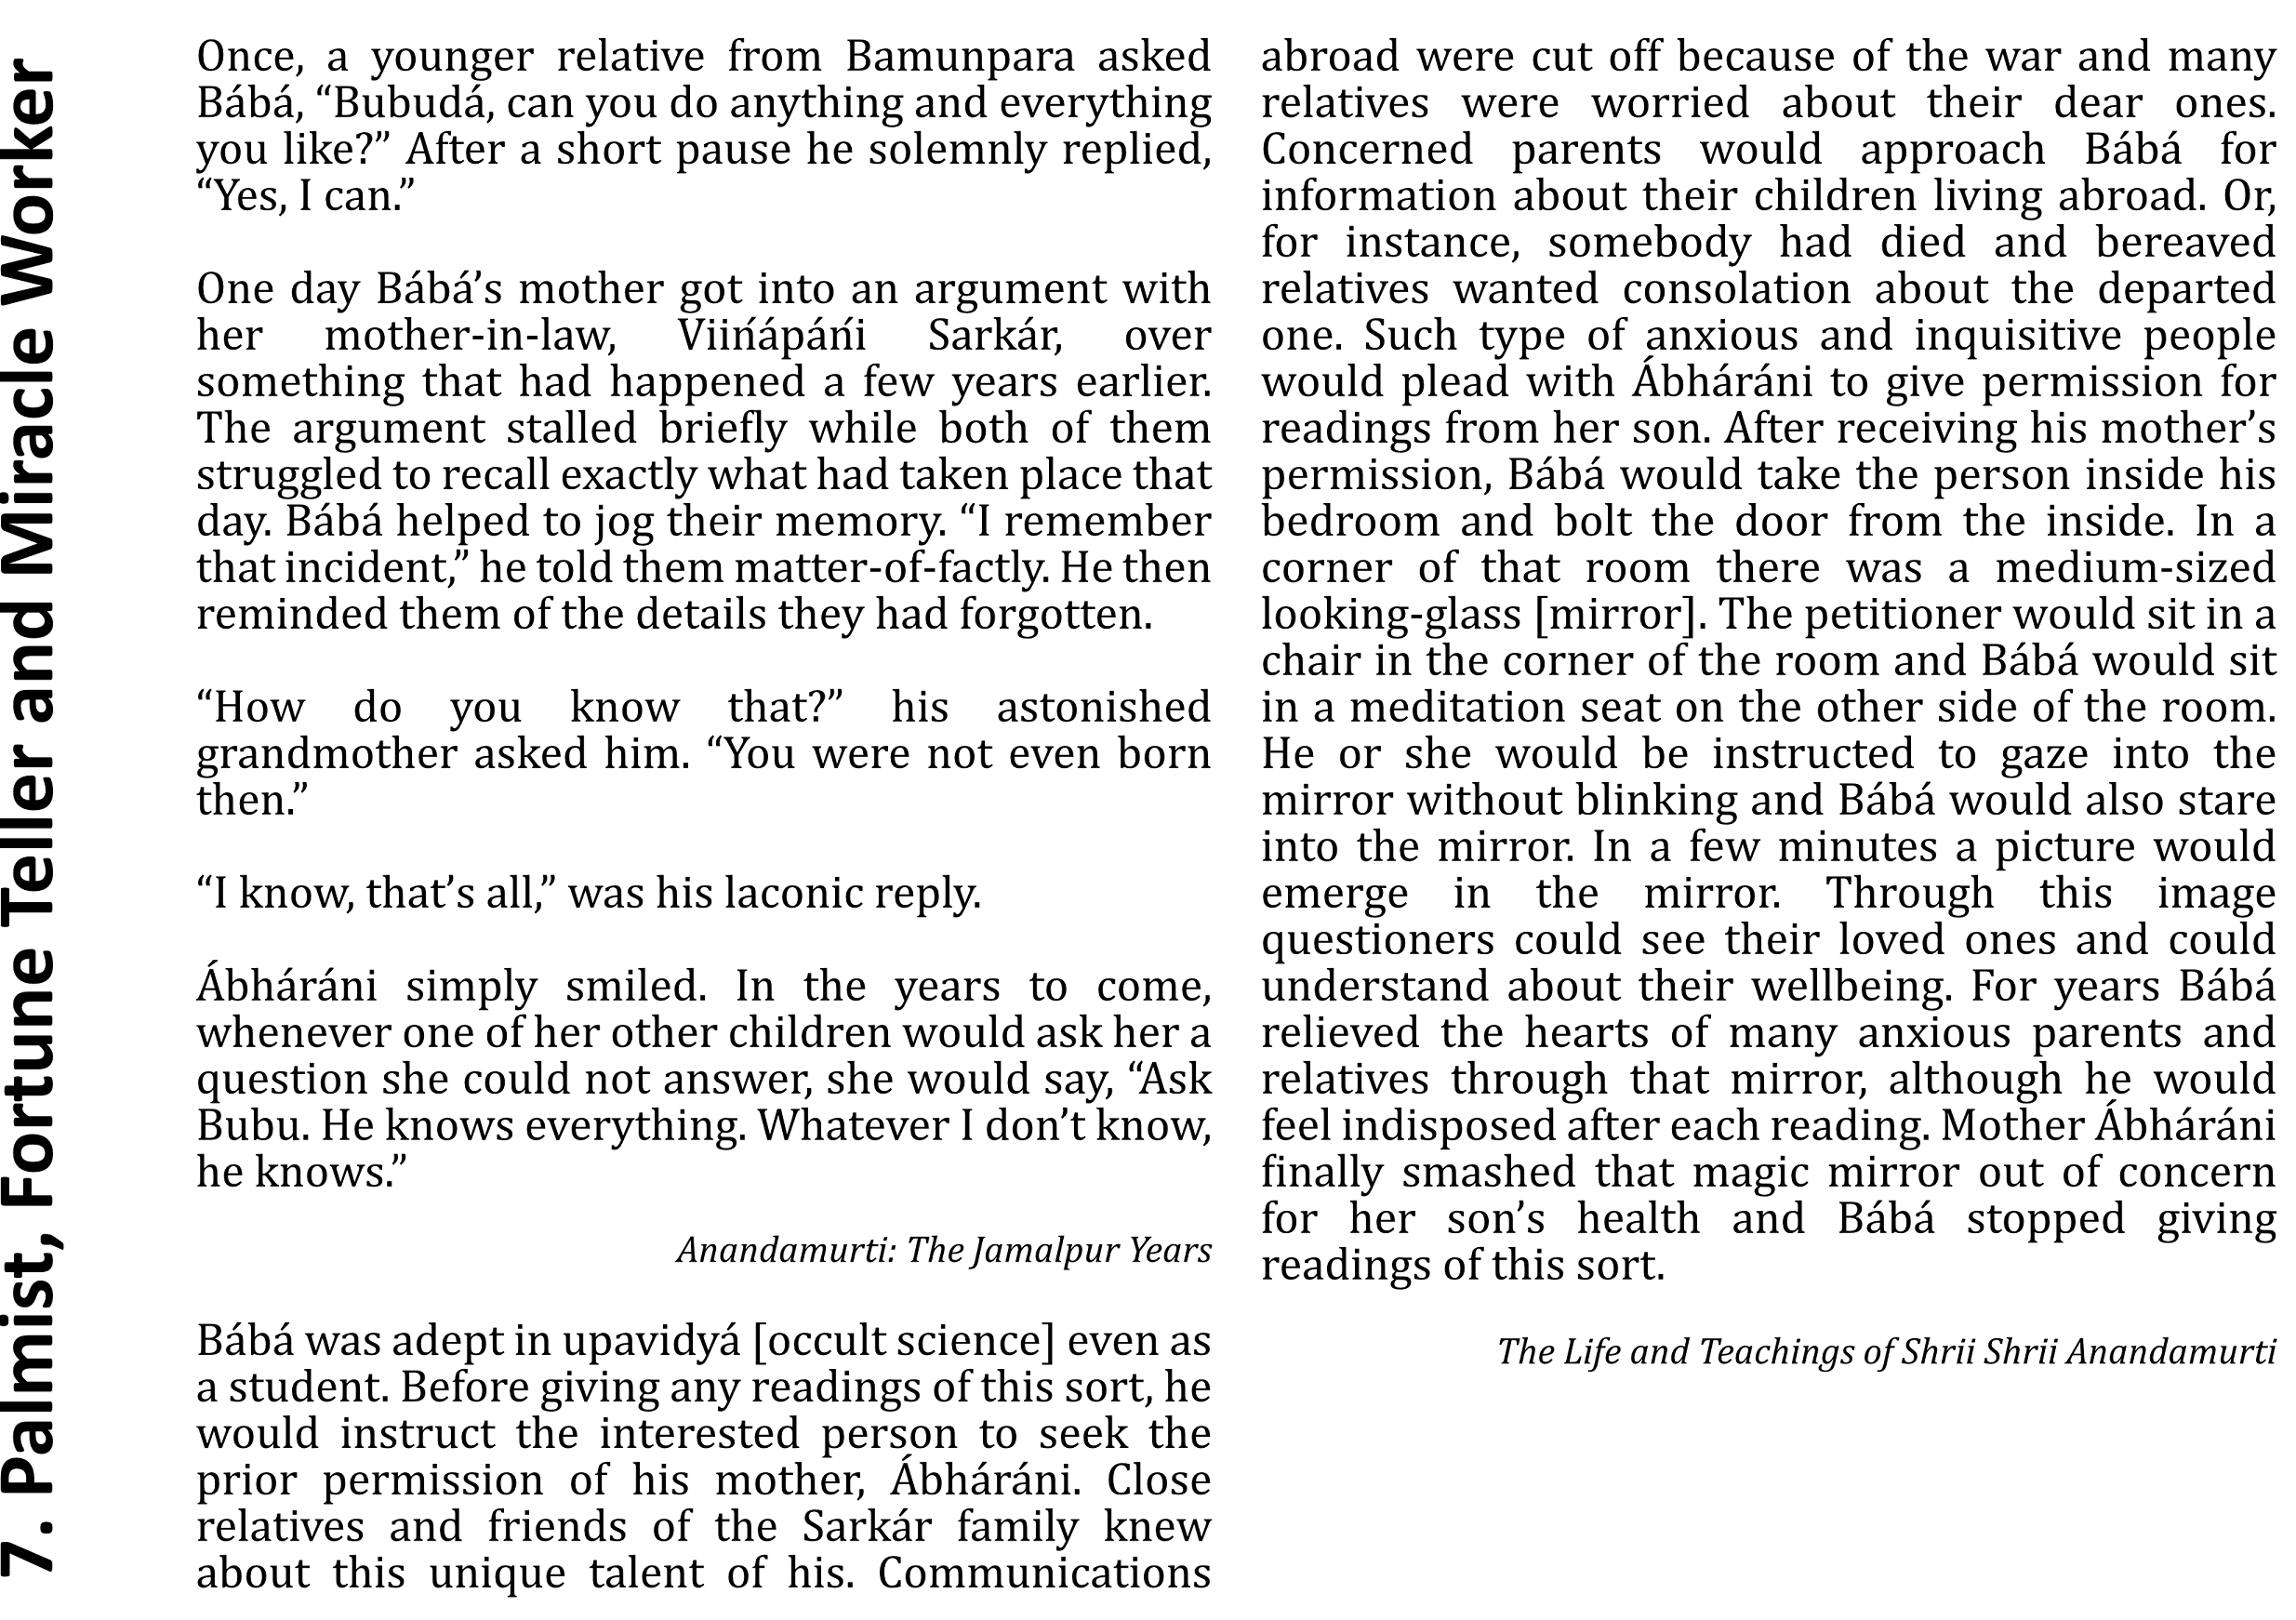 7. Palmist, Fortune Teller and Miracle Worker
Once, a younger relative from Bamunpara asked
Bábá, “Bubudá, can you do anything and everything
you like?” After a short pause he solemnly replied,
“Yes, I can.”
One day Bábá’s mother got into an argument with
her mother-in-law, Viińápáńi Sarkár, over
something that had happened a few years earlier.
The argument stalled briefly while both of them
struggled to recall exactly what had taken place that
day. Bábá helped to jog their memory. “I remember
that incident,” he told them matter-of-factly. He then
reminded them of the details they had forgotten.
“How do you know that?” his astonished
grandmother asked him. “You were not even born
then.”
“I know, that’s all,” was his laconic reply.
Ábháráni simply smiled. In the years to come,
whenever one of her other children would ask her a
question she could not answer, she would say, “Ask
Bubu. He knows everything. Whatever I don’t know,
he knows.”
Anandamurti: The Jamalpur Years
Bábá was adept in upavidyá [occult science] even as
a student. Before giving any readings of this sort, he
would instruct the interested person to seek the
prior permission of his mother, Ábháráni. Close
relatives and friends of the Sarkár family knew
about this unique talent of his. Communications
abroad were cut off because of the war and many
relatives were worried about their dear ones.
Concerned parents would approach Bábá for
information about their children living abroad. Or,
for instance, somebody had died and bereaved
relatives wanted consolation about the departed
one. Such type of anxious and inquisitive people
would plead with Ábháráni to give permission for
readings from her son. After receiving his mother’s
permission, Bábá would take the person inside his
bedroom and bolt the door from the inside. In a
corner of that room there was a medium-sized
looking-glass [mirror]. The petitioner would sit in a
chair in the corner of the room and Bábá would sit
in a meditation seat on the other side of the room.
He or she would be instructed to gaze into the
mirror without blinking and Bábá would also stare
into the mirror. In a few minutes a picture would
emerge in the mirror. Through this image
questioners could see their loved ones and could
understand about their wellbeing. For years Bábá
relieved the hearts of many anxious parents and
relatives through that mirror, although he would
feel indisposed after each reading. Mother Ábháráni
finally smashed that magic mirror out of concern
for her son’s health and Bábá stopped giving
readings of this sort.
The Life and Teachings of Shrii Shrii Anandamurti